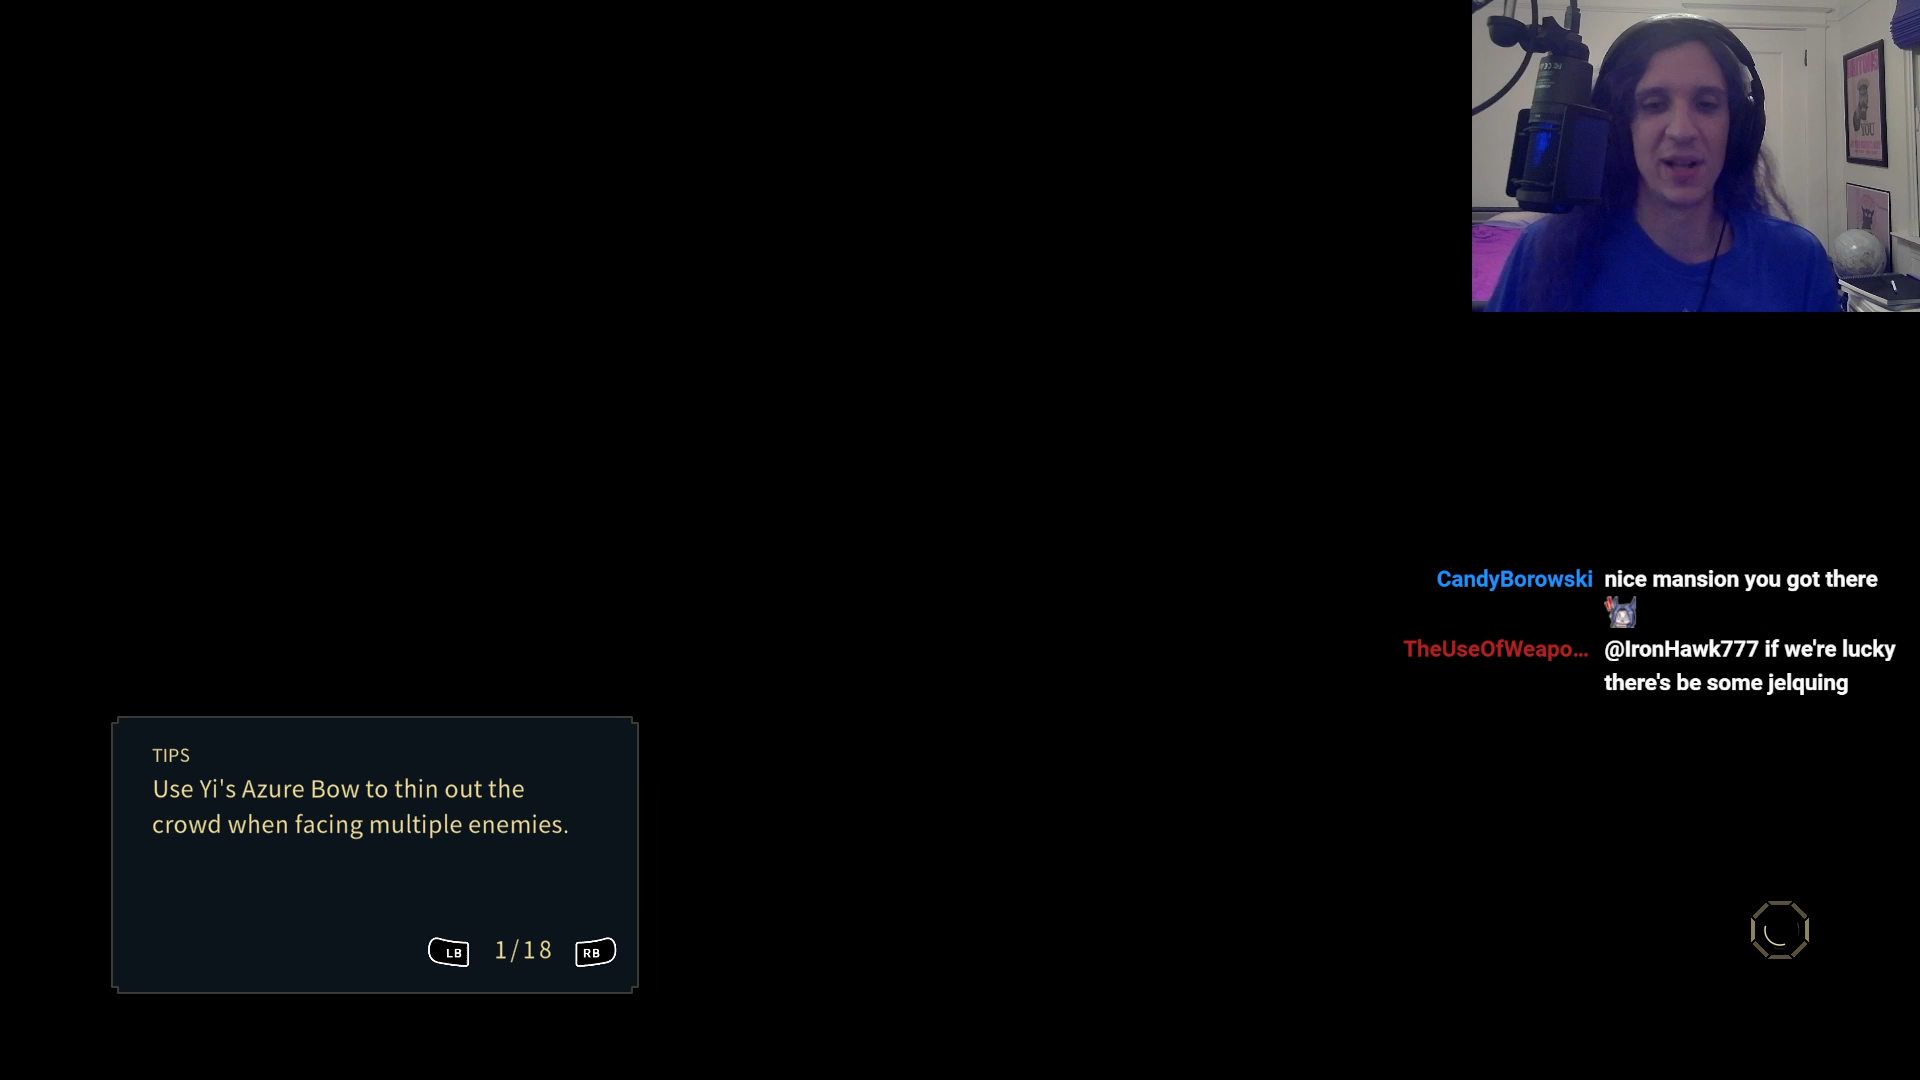 CandyBorowski nice mansion you got there
TheUseOfWeapo... @IronHawk777 if we're lucky
there's be some jelquing
TIPS
Use Yi's Azure Bow to thin out the
crowd when facing multiple enemies.
LB 1/18 RB